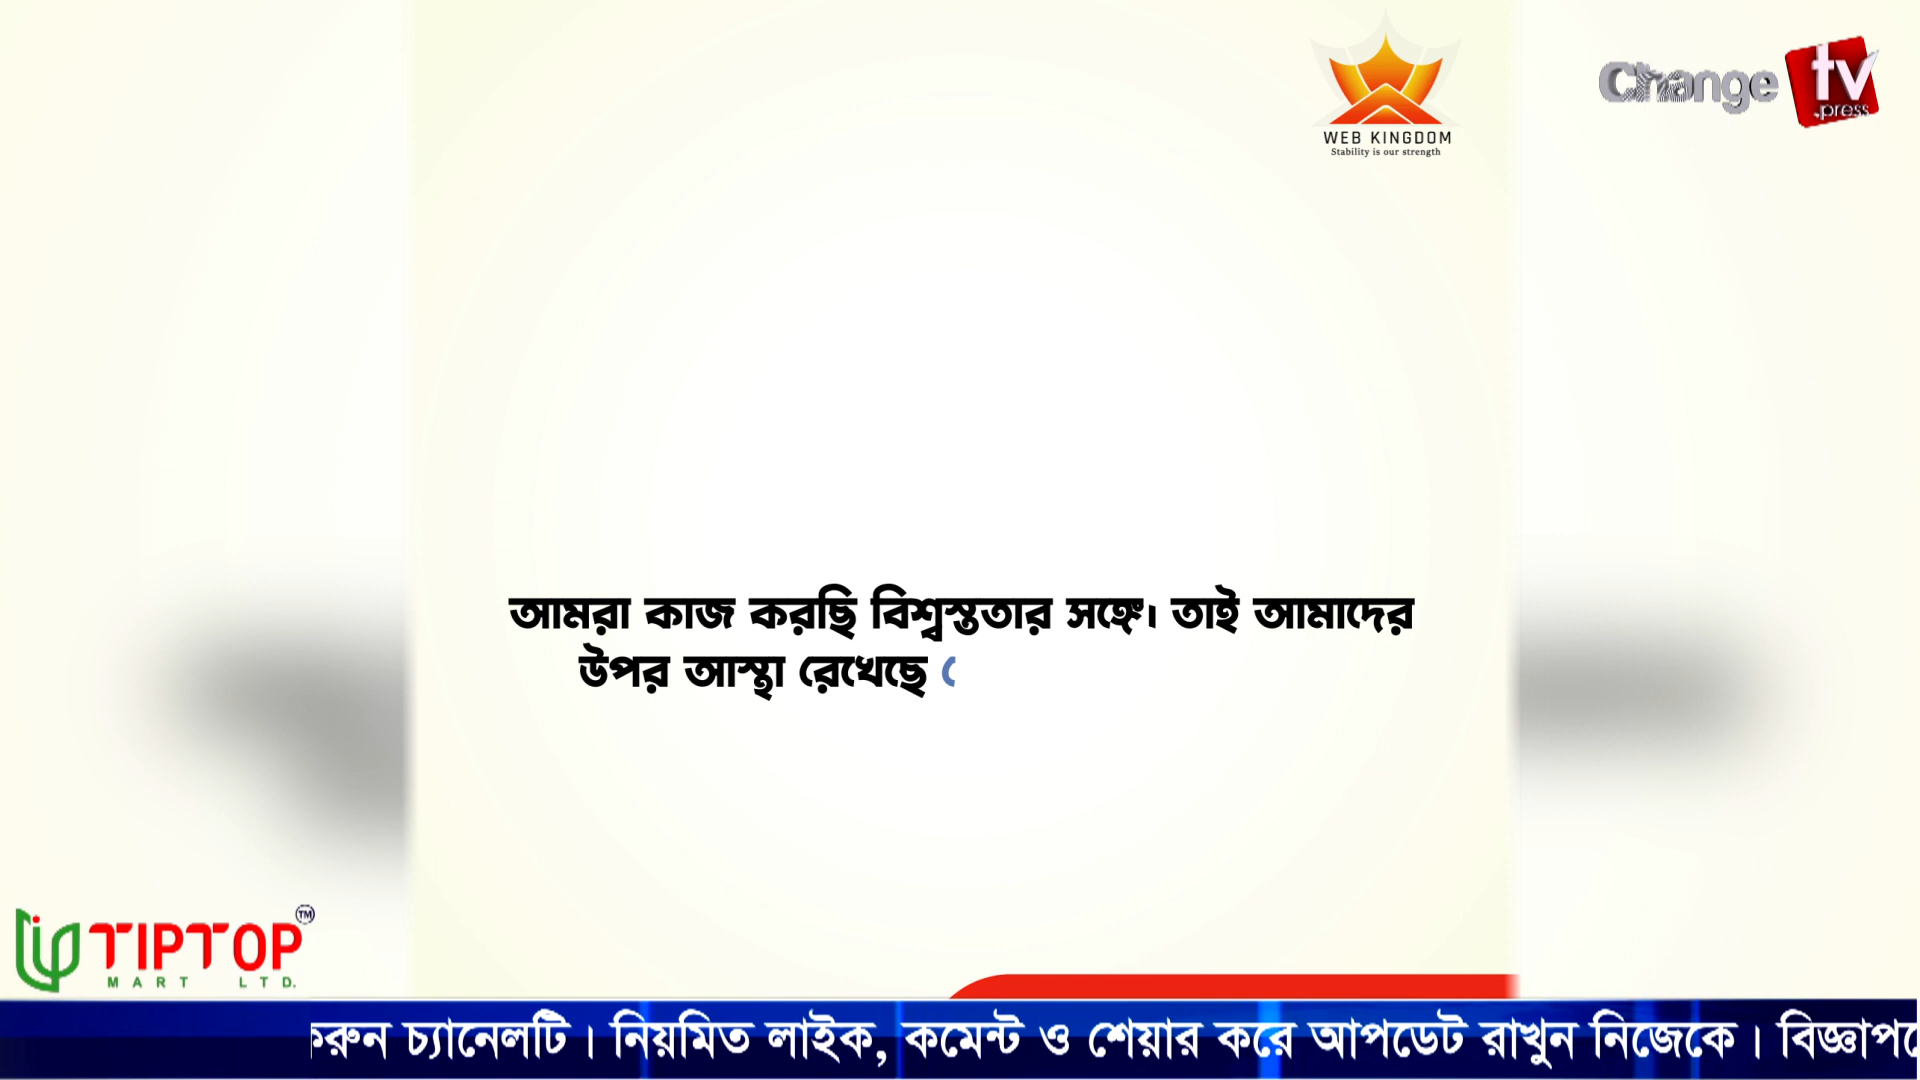 WEB KINGDOM
Stability is our strength
Change tv
.press
আমরা কাজ করছি বিশ্বস্ততার সঙ্গে। তাই আমাদের
উপর আস্থা রেখেছে
TIPTOP TM
MART LTD.
চ্যানেলটি। নিয়মিত লাইক, কমেন্ট ও শেয়ার করে আপডেট রাখুন নিজেকে।